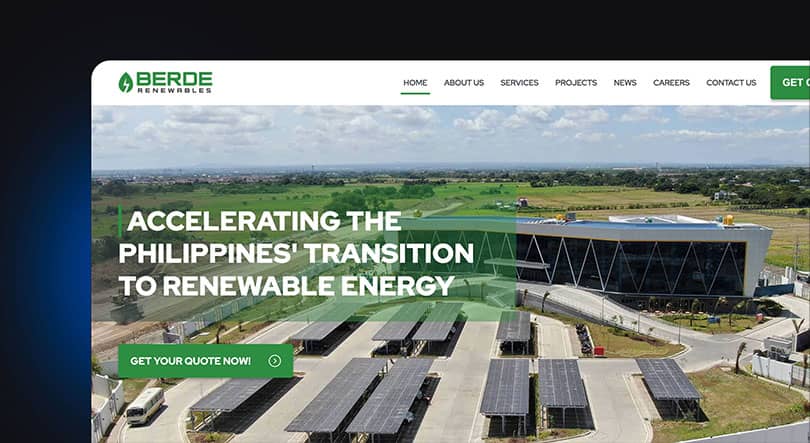 BERDE
RENEWABLES
HOME ABOUT US SERVICES PROJECTS NEWS CAREERS CONTACT US GET
ACCELERATING THE
PHILIPPINES' TRANSITION
TO RENEWABLE ENERGY
GET YOUR QUOTE NOW!